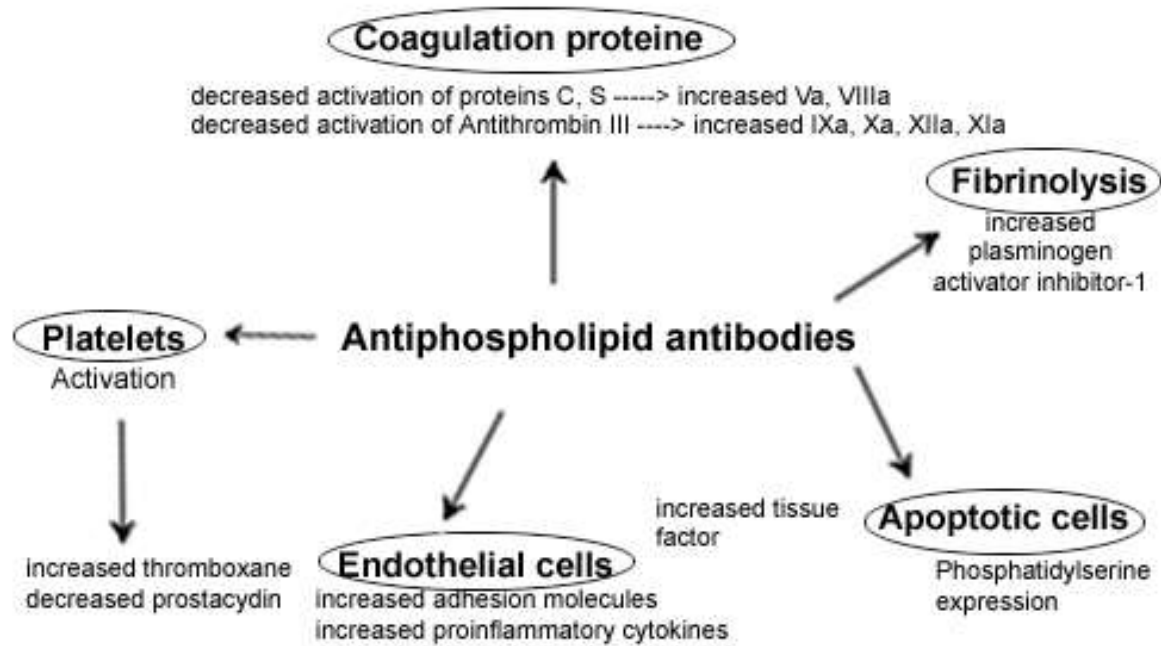 Coagulation proteine
decreased activation of proteins C, S -----> increased Va, VIIIa
decreased activation of Antithrombin III ----> increased IXa, Xa, XIIa, XIa
Fibrinolysis
increased
plasminogen
activator inhibitor-1
Platelets
Activation
Antiphospholipid antibodies
increased thromboxane
decreased prostacydin
Endothelial cells
increased adhesion molecules
increased proinflammatory cytokines
increased tissue
factor
Apoptotic cells
Phosphatidylserine
expression